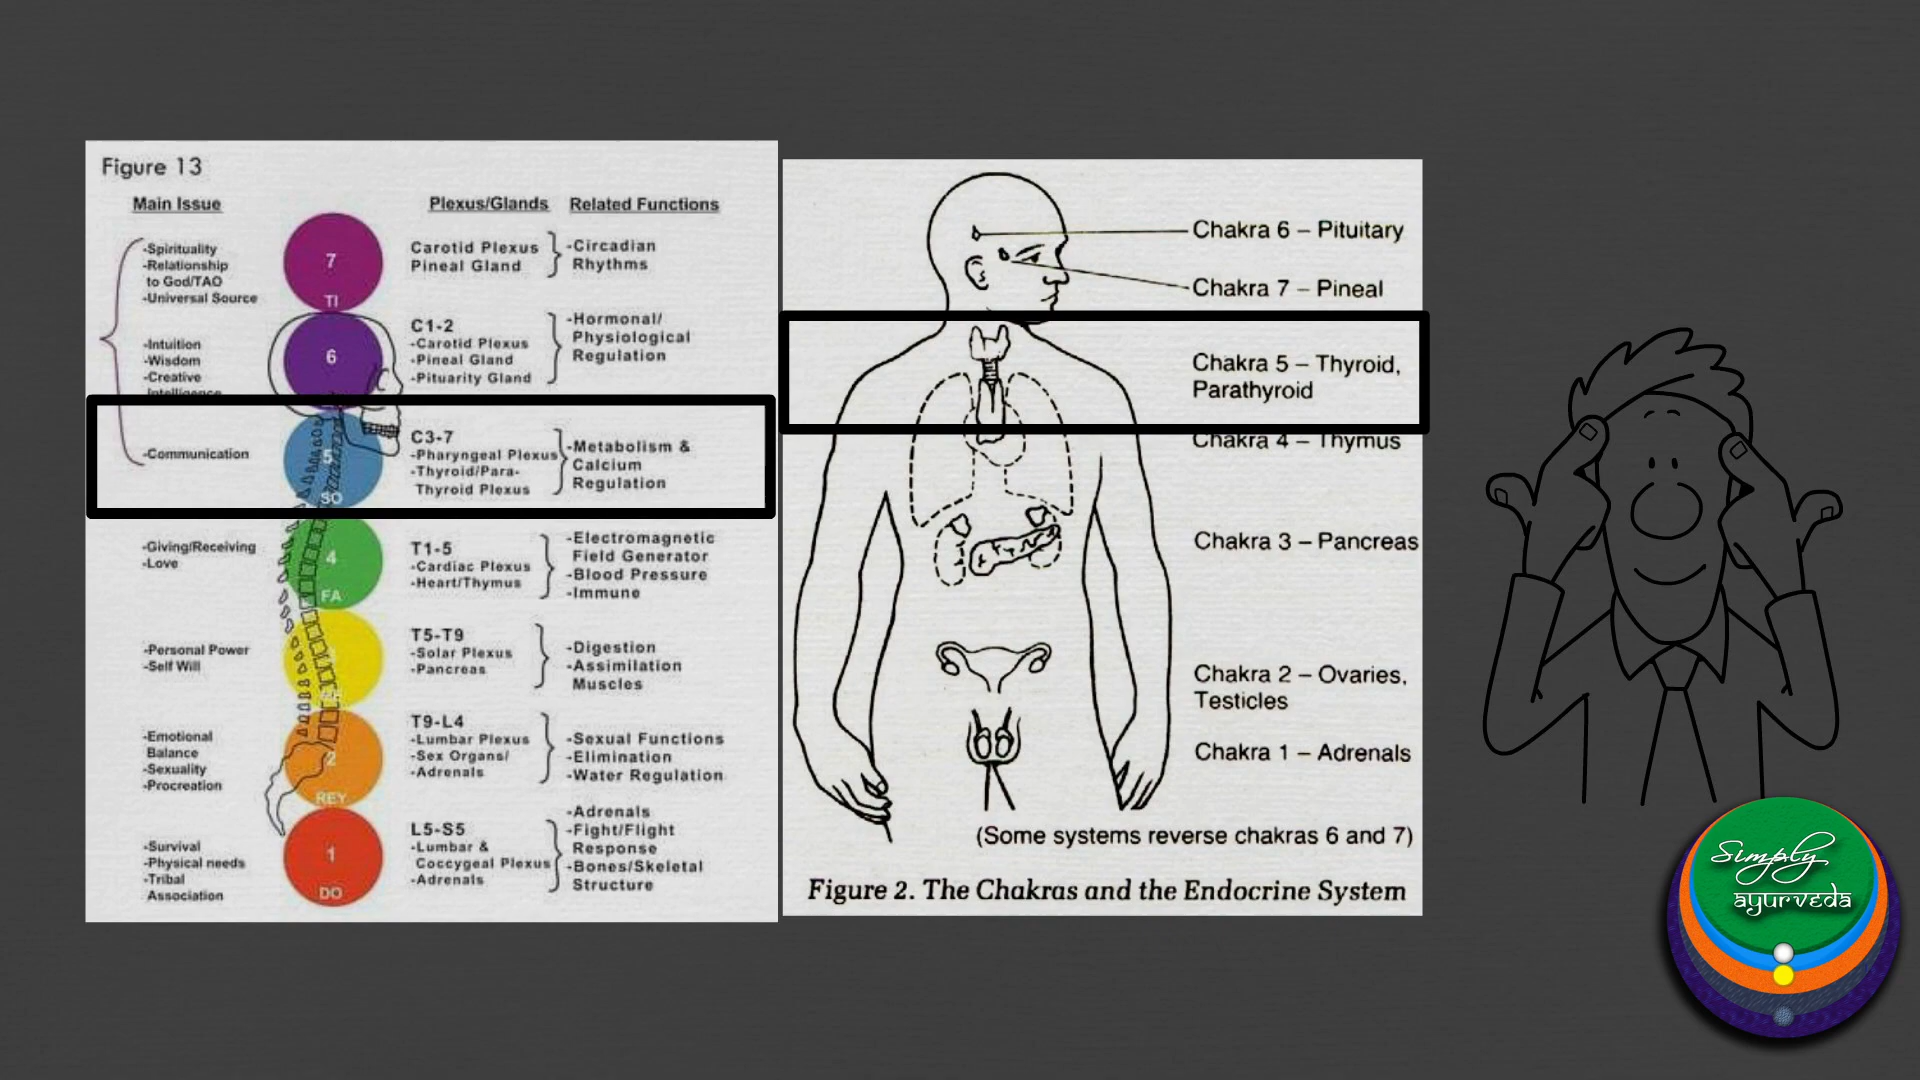 Figure 13
Main Issue
Plexus/Glands
Related Functions
-Spirituality
-Relationship
to God/TAO
-Universal Source
7
TI
Carotid Plexus
Pineal Gland
-Circadian
Rhythms
-Intuition
-Wisdom
-Creative
Intelligence
6
C1-2
-Carotid Plexus
-Pineal Gland
-Pituarity Gland
-Hormonal/
Physiological
Regulation
-Communication
5
SO
C3-7
-Pharyngeal Plexus
-Thyroid/Para-
Thyroid Plexus
-Metabolism &
Calcium
Regulation
-Giving/Receiving
-Love
4
FA
T1-5
-Cardiac Plexus
-Heart/Thymus
-Electromagnetic
Field Generator
-Blood Pressure
-Immune
-Personal Power
-Self Will
T5-T9
-Solar Plexus
-Pancreas
-Digestion
-Assimilation
Muscles
-Emotional
Balance
-Sexuality
-Procreation
2
REY
T9-L4
-Lumbar Plexus
-Sex Organs/
-Adrenals
-Sexual Functions
-Elimination
-Water Regulation
-Survival
-Physical needs
-Tribal
Association
1
DO
L5-S5
-Lumbar &
Coccygeal Plexus
-Adrenals
-Adrenals
-Fight/Flight
Response
-Bones/Skeletal
Structure
Chakra 6 – Pituitary
Chakra 7 – Pineal
Chakra 5 – Thyroid,
Parathyroid
Chakra 4 – Thymus
Chakra 3 – Pancreas
Chakra 2 – Ovaries,
Testicles
Chakra 1 – Adrenals
(Some systems reverse chakras 6 and 7)
Figure 2. The Chakras and the Endocrine System
Simply
ayurveda